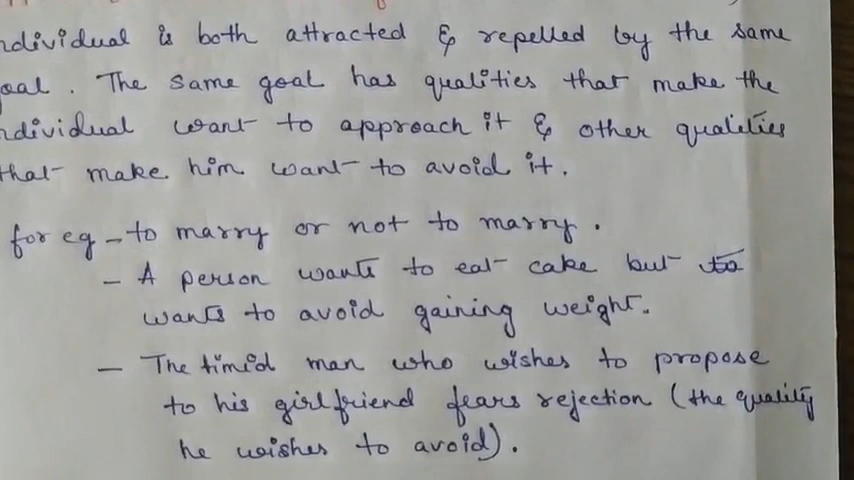 ndividual is both attracted & repelled by the same
oal. The same goal has qualities that make the
ndividual want to approach it & other qualities
that make him want to avoid it.
for eg - to marry or not to marry.
- A person wants to eat cake but to
wants to avoid gaining weight.
- The timid man who wishes to propose
to his girlfriend fears rejection (the quality
he wishes to avoid).